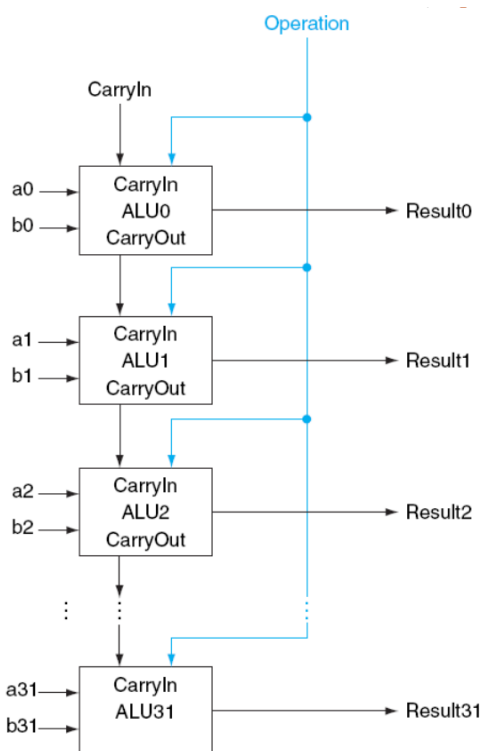 Operation
CarryIn
a0
b0
CarryIn
ALU0
CarryOut
Result0
a1
b1
CarryIn
ALU1
CarryOut
Result1
a2
b2
CarryIn
ALU2
CarryOut
Result2
a31
b31
CarryIn
ALU31
Result31